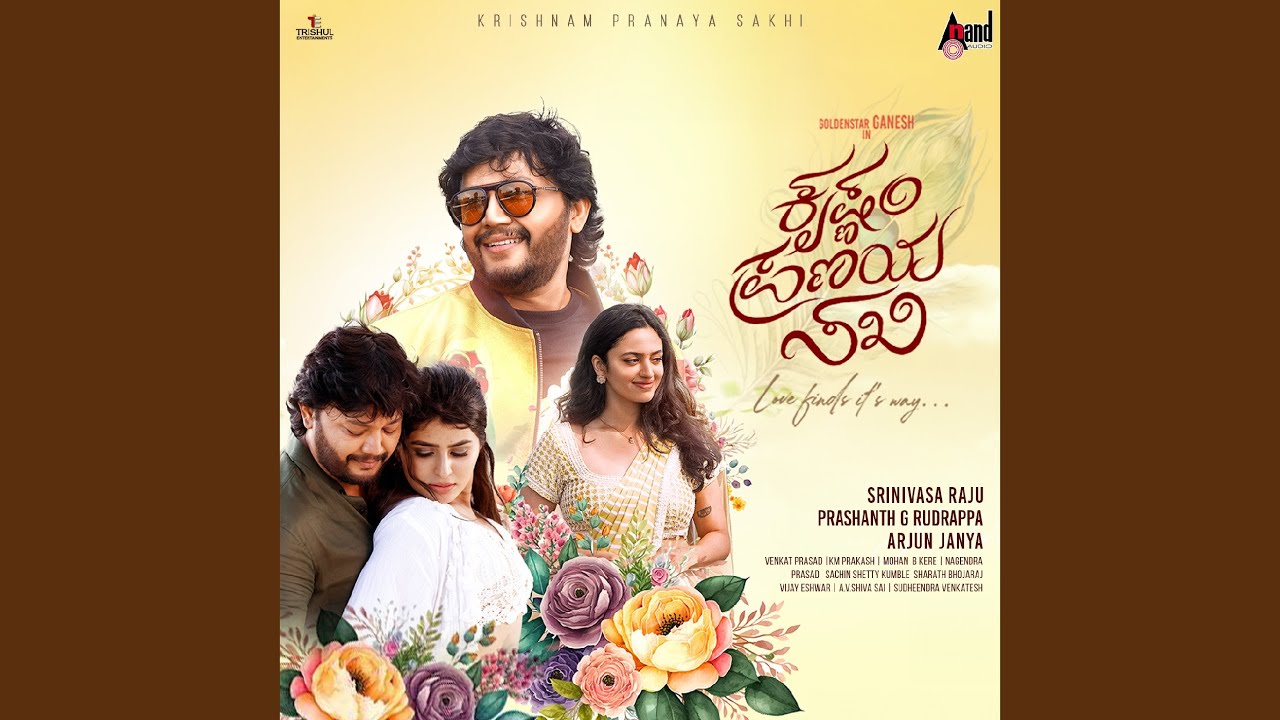 KRISHNAM PRANAYA SAKHI
TRISHUL
ENTERTAINMENTS
Anand
AUDIO
GOLDENSTAR GANESH
IN
ಕೃಷ್ಣಂ
ಪ್ರಣಯ
ಸಖಿ
Love finds it's way...
SRINIVASA RAJU
PRASHANTH G RUDRAPPA
ARJUN JANYA
VENKAT PRASAD | KM PRAKASH | MOHAN B KERE | NAGENDRA
PRASAD SACHIN SHETTY KUMBLE SHARATH BHOJARAJ
VIJAY ESHWAR | A.V.SHIVA SAI | SUDHEENDRA VENKATESH